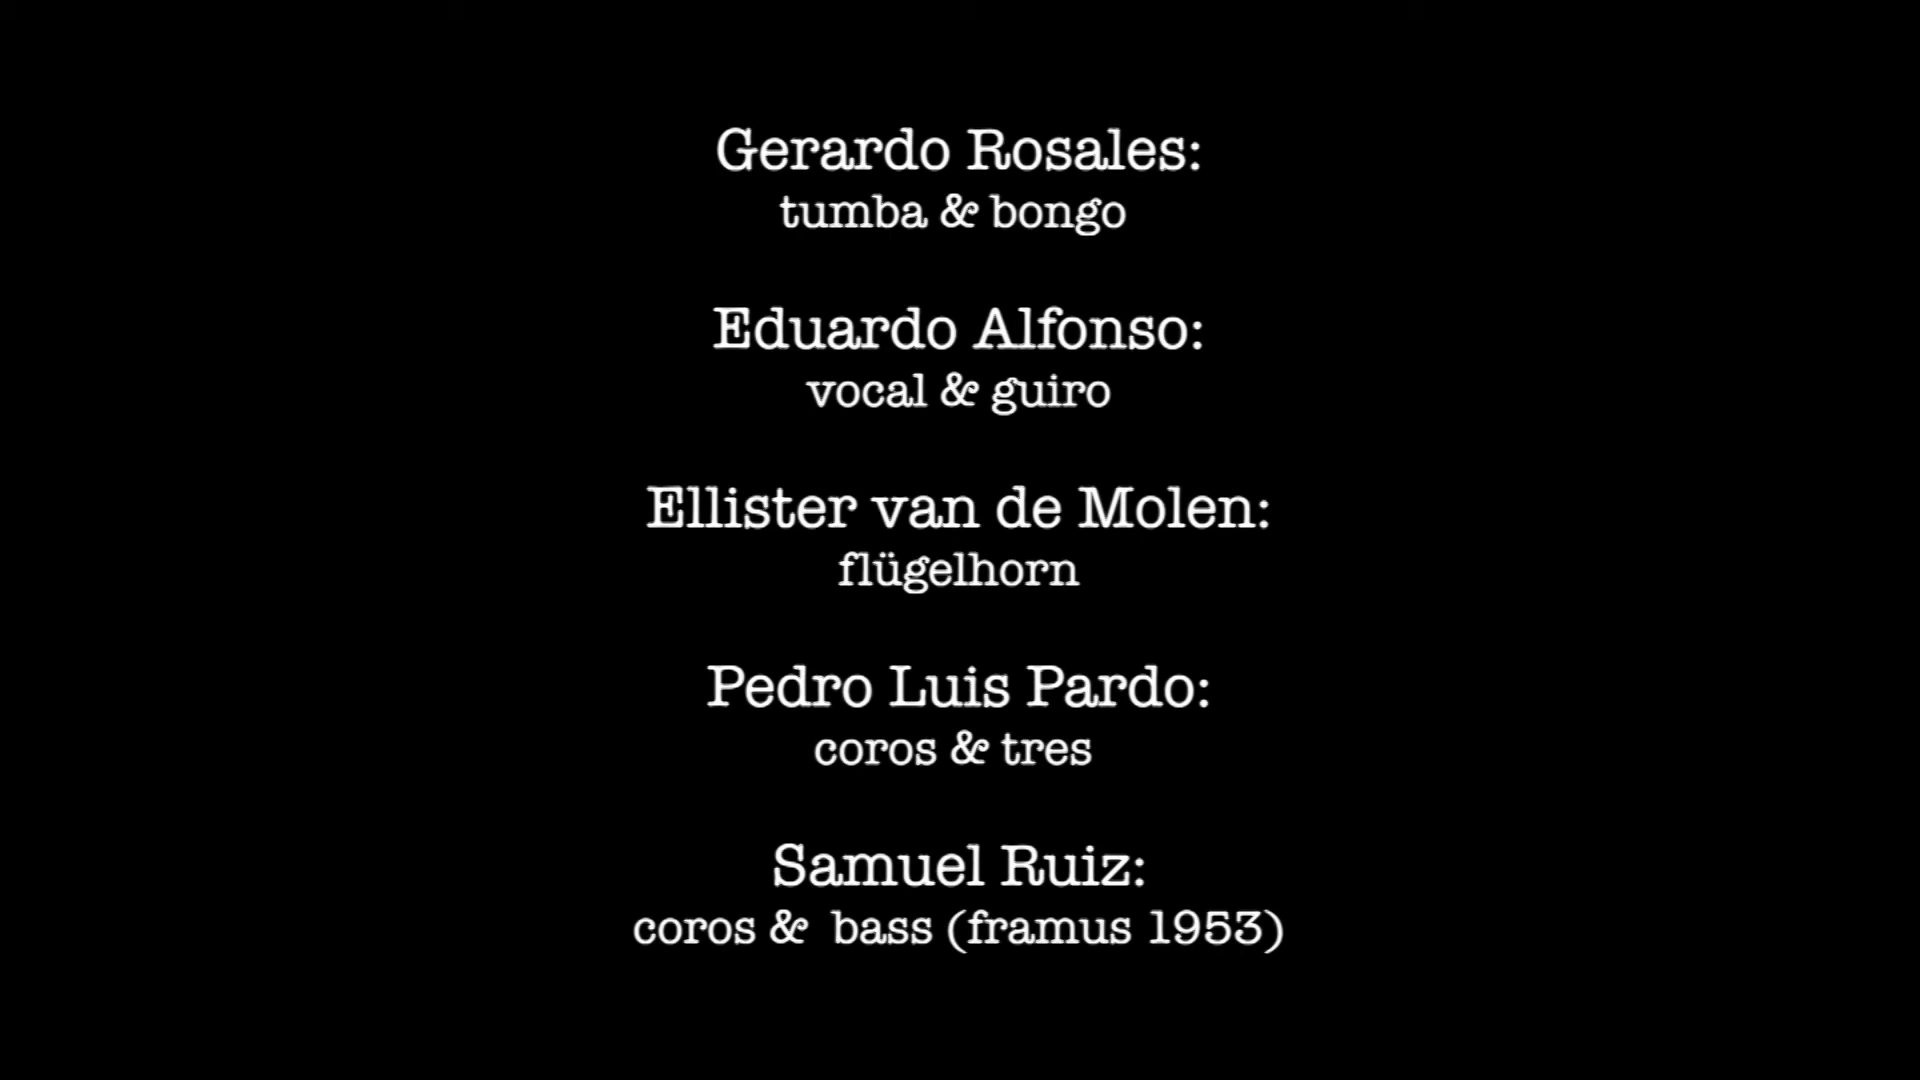 Gerardo Rosales:
tumba & bongo
Eduardo Alfonso:
vocal & guiro
Ellister van de Molen:
flügelhorn
Pedro Luis Pardo:
coros & tres
Samuel Ruiz:
coros & bass (framus 1953)